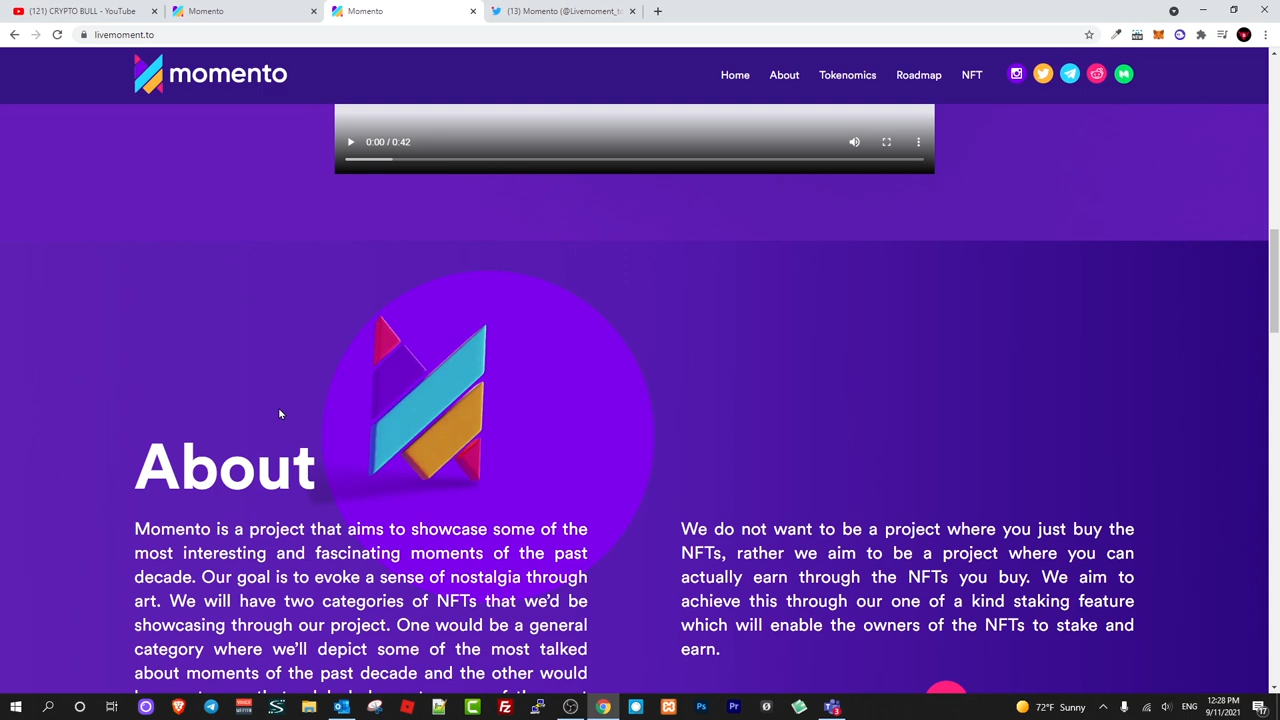 (121) CRYPTO BULL - YouTube
Momento
Momento
(13) Momento (@Livemoment_to
livemoment.to
momento
Home
About
Tokenomics
Roadmap
NFT
0:00 / 0:42
About
Momento is a project that aims to showcase some of the
most interesting and fascinating moments of the past
decade. Our goal is to evoke a sense of nostalgia through
art. We will have two categories of NFTs that we'd be
showcasing through our project. One would be a general
category where we'll depict some of the most talked
about moments of the past decade and the other would
We do not want to be a project where you just buy the
NFTs, rather we aim to be a project where you can
actually earn through the NFTs you buy. We aim to
achieve this through our one of a kind staking feature
which will enable the owners of the NFTs to stake and
earn.
72°F Sunny
ENG
12:28 PM
9/11/2021